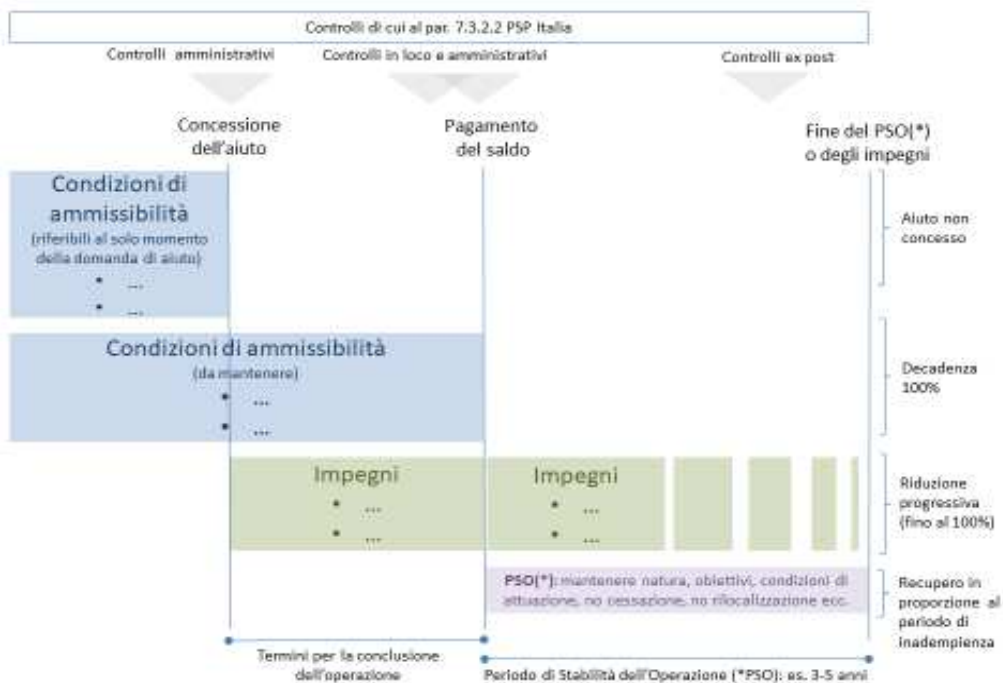 Controlli di cui al par. 7.3.2.2 PSP Italia
Controlli amministrativi
Controlli in loco e amministrativi
Controlli ex post
Concessione
dell'aiuto
Pagamento
del saldo
Fine del PSO(*)
o degli impegni
Condizioni di
ammissibilità
(riferibili al solo momento
della domanda di aiuto)
• ...
• ...
Aiuto non
concesso
Condizioni di ammissibilità
(da mantenere)
• ...
• ...
Decadenza
100%
Impegni
• ...
• ...
Impegni
• ...
• ...
Riduzione
progressiva
(fino al 100%)
PSO(*): mantenere natura, obiettivi, condizioni di
attuazione, no cessazione, no rilocalizzazione ecc.
Recupero in
proporzione al
periodo di
inadempienza
Termini per la conclusione
dell'operazione
Periodo di Stabilità dell'Operazione (*PSO): es. 3-5 anni